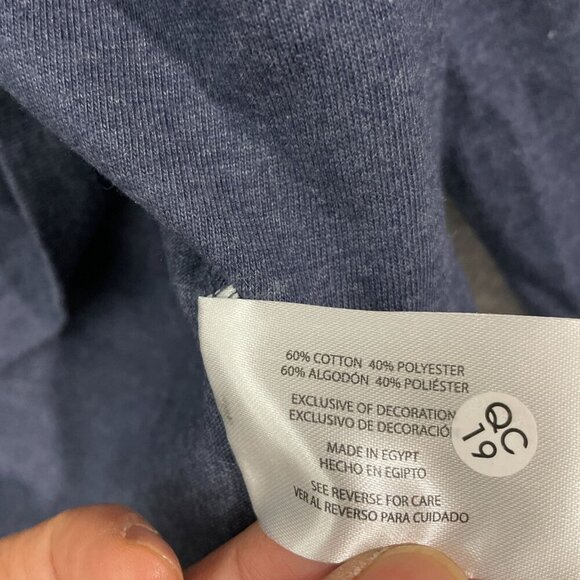 60% COTTON 40% POLYESTER
60% ALGODÓN 40% POLIÉSTER
EXCLUSIVE OF DECORATION
EXCLUSIVO DE DECORACIÓ
MADE IN EGYPT
HECHO EN EGIPTO
SEE REVERSE FOR CARE
VER AL REVERSO PARA CUIDADO
QC
19